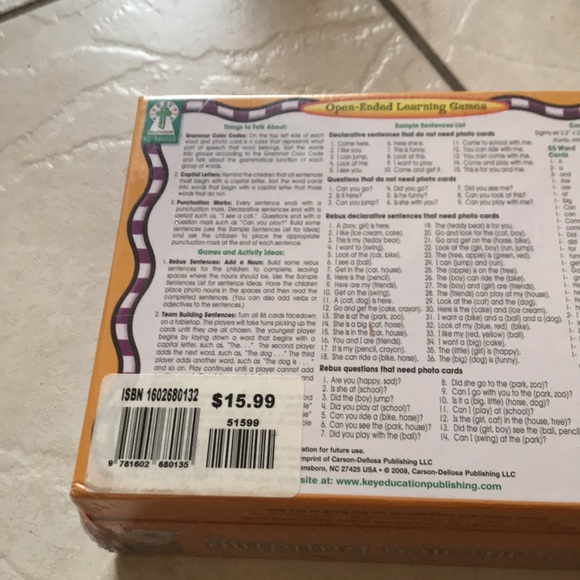 Open-Ended Learning Games
Things to Talk About:
Grammar Color Codes: On the top left side of each
word and photo card is a color that represents what
part of speech that word belongs. Sort the words
into groups according to the Grammar Color Code
and talk about the grammatical function of each
group of words.
2. Capital Letters: Remind the children that all sentences
must begin with a capital letter. Sort the word cards
into words that begin with a capital letter and those
words that do not.
3. Punctuation Marks: Every sentence ends with a
punctuation mark. Declarative sentences end with a
period such as, "I see a cat." Questions end with a
question mark such as "Can you play?" Build some
sentences (use the Sample Sentences List for ideas)
and ask the children to place the appropriate
punctuation mark at the end of each sentence.
Games and Activity Ideas:
1. Rebus Sentences: Add a Noun: Build some rebus
sentences for the children to complete, leaving
spaces where the nouns should be. Use the Sample
Sentences List for sentence ideas. Have the children
place photo nouns in the spaces and then read the
completed sentences. (You can also add verbs or
adjectives to the sentences.)
2. Team Building Sentences: Turn all 86 cards facedown
on a tabletop. The players will take turns picking up the
cards until they are all chosen. The youngest player
begins by laying down a word that begins with a
capital letter, such as "The. . ." The second player
adds the next word, such as, "The dog . . ." The third
player adds another word, such as "The dog is . . ."
and so on. Play continues until a player cannot add
Sample Sentences List
Declarative sentences that do not need photo cards
1. Come here.
2. I like you.
3. I can jump.
4. Look at me.
5. I see you.
6. Here she is.
7. This is funny.
8. Look at this.
9. I want to play.
10. Come and get it.
11. Come to school with me.
12. You can ride with me.
13. You can come with me.
14. Come and play with me.
15. This is for you and me.
Questions that do not need photo cards
1. Can you go?
2. Is it here?
3. Can you jump?
4. Did you go?
5. Is he funny?
6. Is she with you?
7. Did you see me?
8. Can you look at this?
9. Can you play with me?
Rebus declarative sentences that need photo cards
1. A (boy, girl) is here.
2. I like (ice cream, cake).
3. This is my (teddy bear).
4. I want to (swim).
5. Look at the (car, bike).
6. I see a (ball).
7. Get in the (car, house).
8. Here is the (pencil).
9. Here are my (friends).
10. Get on the (swing).
11. A (cat, dog) is here.
12. Go and get the (cake, crayon).
13. She is at the (park, zoo).
14. She is a big (cat, horse).
15. She is in the (car, house).
16. You and I are (friends).
17. It is my (pencil, crayon).
18. She can ride a (bike, horse).
19. The (teddy bear) is for you.
20. Go and look for the (cat, boy).
21. Go and get on the (horse, bike).
22. Look at the (girl, boy) (run, jump).
23. The (tree, apple) is (green, red).
24. I can (jump) and (run).
25. The (apple) is on the (tree).
26. The (boy) can ride the (bike).
27. The (boy) and (girl) are (friends).
28. The (friends) can play at my (house).
29. Look at the (cat) and the (dog).
30. Here is the (cake) and (ice cream).
31. I want a (bike) and a (ball) and a (dog).
32. Look at my (blue, red) (bike).
33. I like my (red, yellow) (ball).
34. I want a (big) (cake).
35. The (little) (girl) is (happy).
36. The (big) (dog) is (funny).
Rebus questions that need photo cards
1. Are you (happy, sad)?
2. Is she at (school)?
3. Did the (boy) jump?
4. Did you play at (school)?
5. Can you ride a (bike, horse)?
6. Can you see the (park, house)?
7. Did you play with the (ball)?
8. Did she go to the (park, zoo)?
9. Can I go with you to the (park, zoo)?
10. Is it a (big, little) (horse, dog)?
11. Can I (play) at (school)?
12. Is the (girl, cat) in the (house, tree)?
13. Did the (girl, boy) see the (ball, pencil
14. Can I (swing) at the (park)?
55 Word
Cards
ISBN 1602680132
$15.99
51599
9 781602 680135
ation for future use.
mprint of Carson-Dellosa Publishing LLC
ensboro, NC 27425 USA • © 2008, Carson-Dellosa Publishing LLC
site at: www.keyeducationpublishing.com